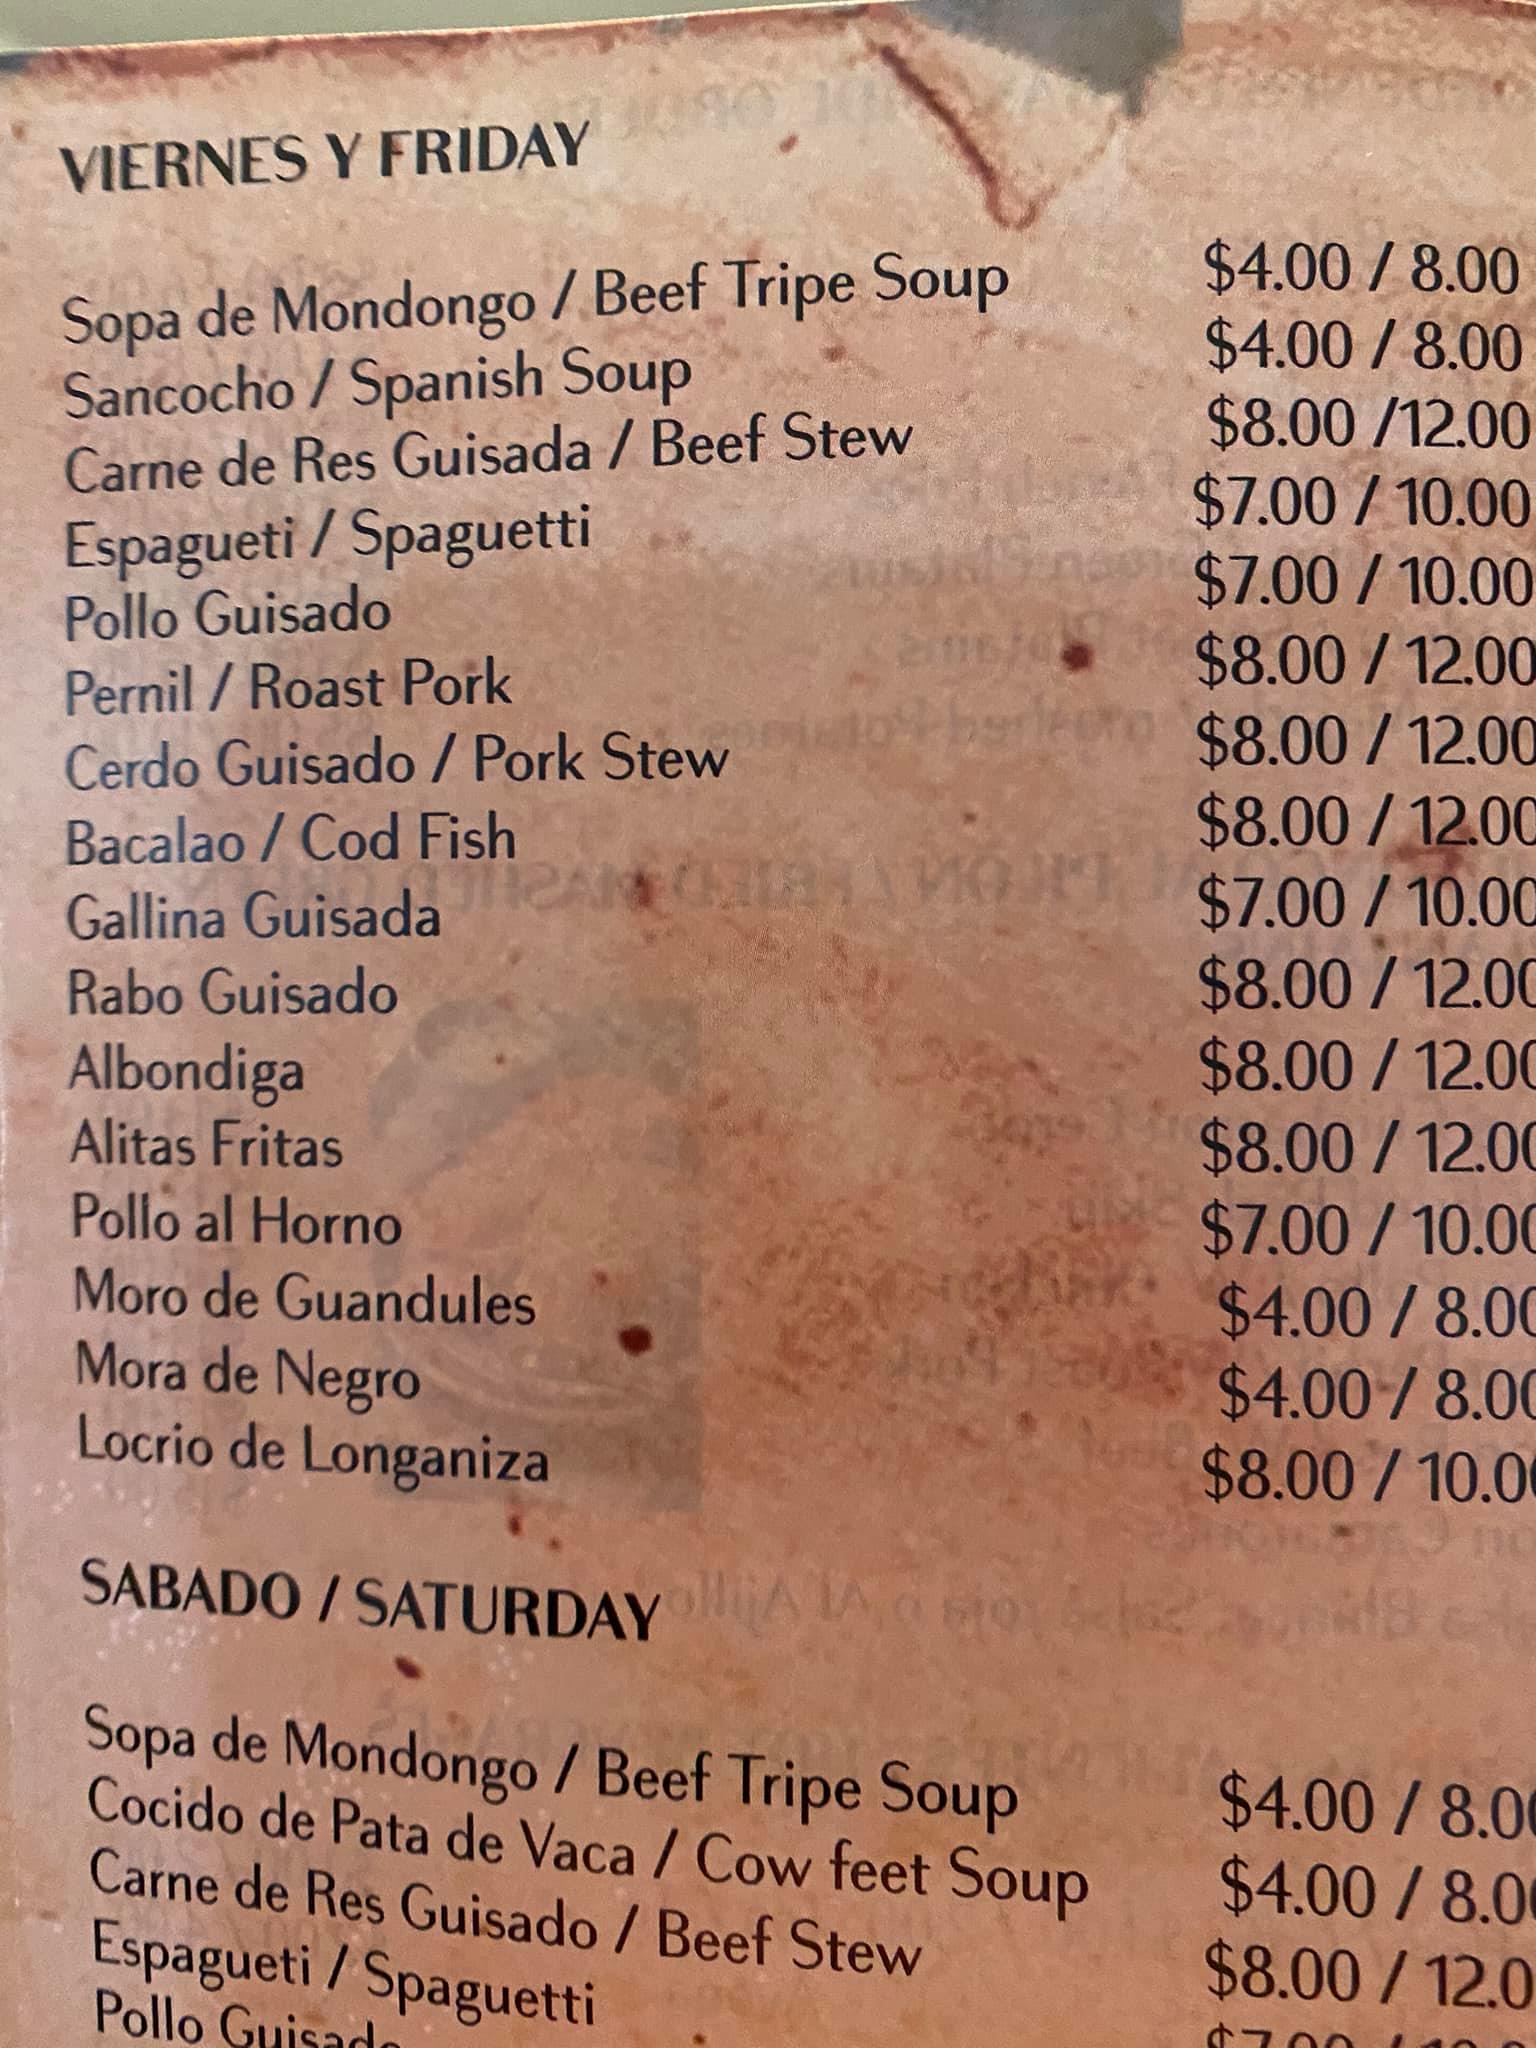 VIERNES Y FRIDAY
Sopa de Mondongo / Beef Tripe Soup $4.00 / 8.00
Sancocho / Spanish Soup $4.00 / 8.00
Carne de Res Guisada / Beef Stew $8.00 /12.00
Espagueti / Spaguetti $7.00 / 10.00
Pollo Guisado $7.00 / 10.00
Pernil / Roast Pork $8.00 / 12.00
Cerdo Guisado / Pork Stew $8.00 / 12.00
Bacalao / Cod Fish $8.00 / 12.00
Gallina Guisada $7.00 / 10.00
Rabo Guisado $8.00 / 12.00
Albondiga $8.00 / 12.00
Alitas Fritas $8.00 / 12.00
Pollo al Horno $7.00 / 10.00
Moro de Guandules $4.00 / 8.00
Mora de Negro $4.00 / 8.00
Locrio de Longaniza $8.00 / 10.00
SABADO / SATURDAY
Sopa de Mondongo / Beef Tripe Soup $4.00 / 8.00
Cocido de Pata de Vaca / Cow feet Soup $4.00 / 8.00
Carne de Res Guisado / Beef Stew $8.00 / 12.0
Espagueti / Spaguetti
Pollo Guisado